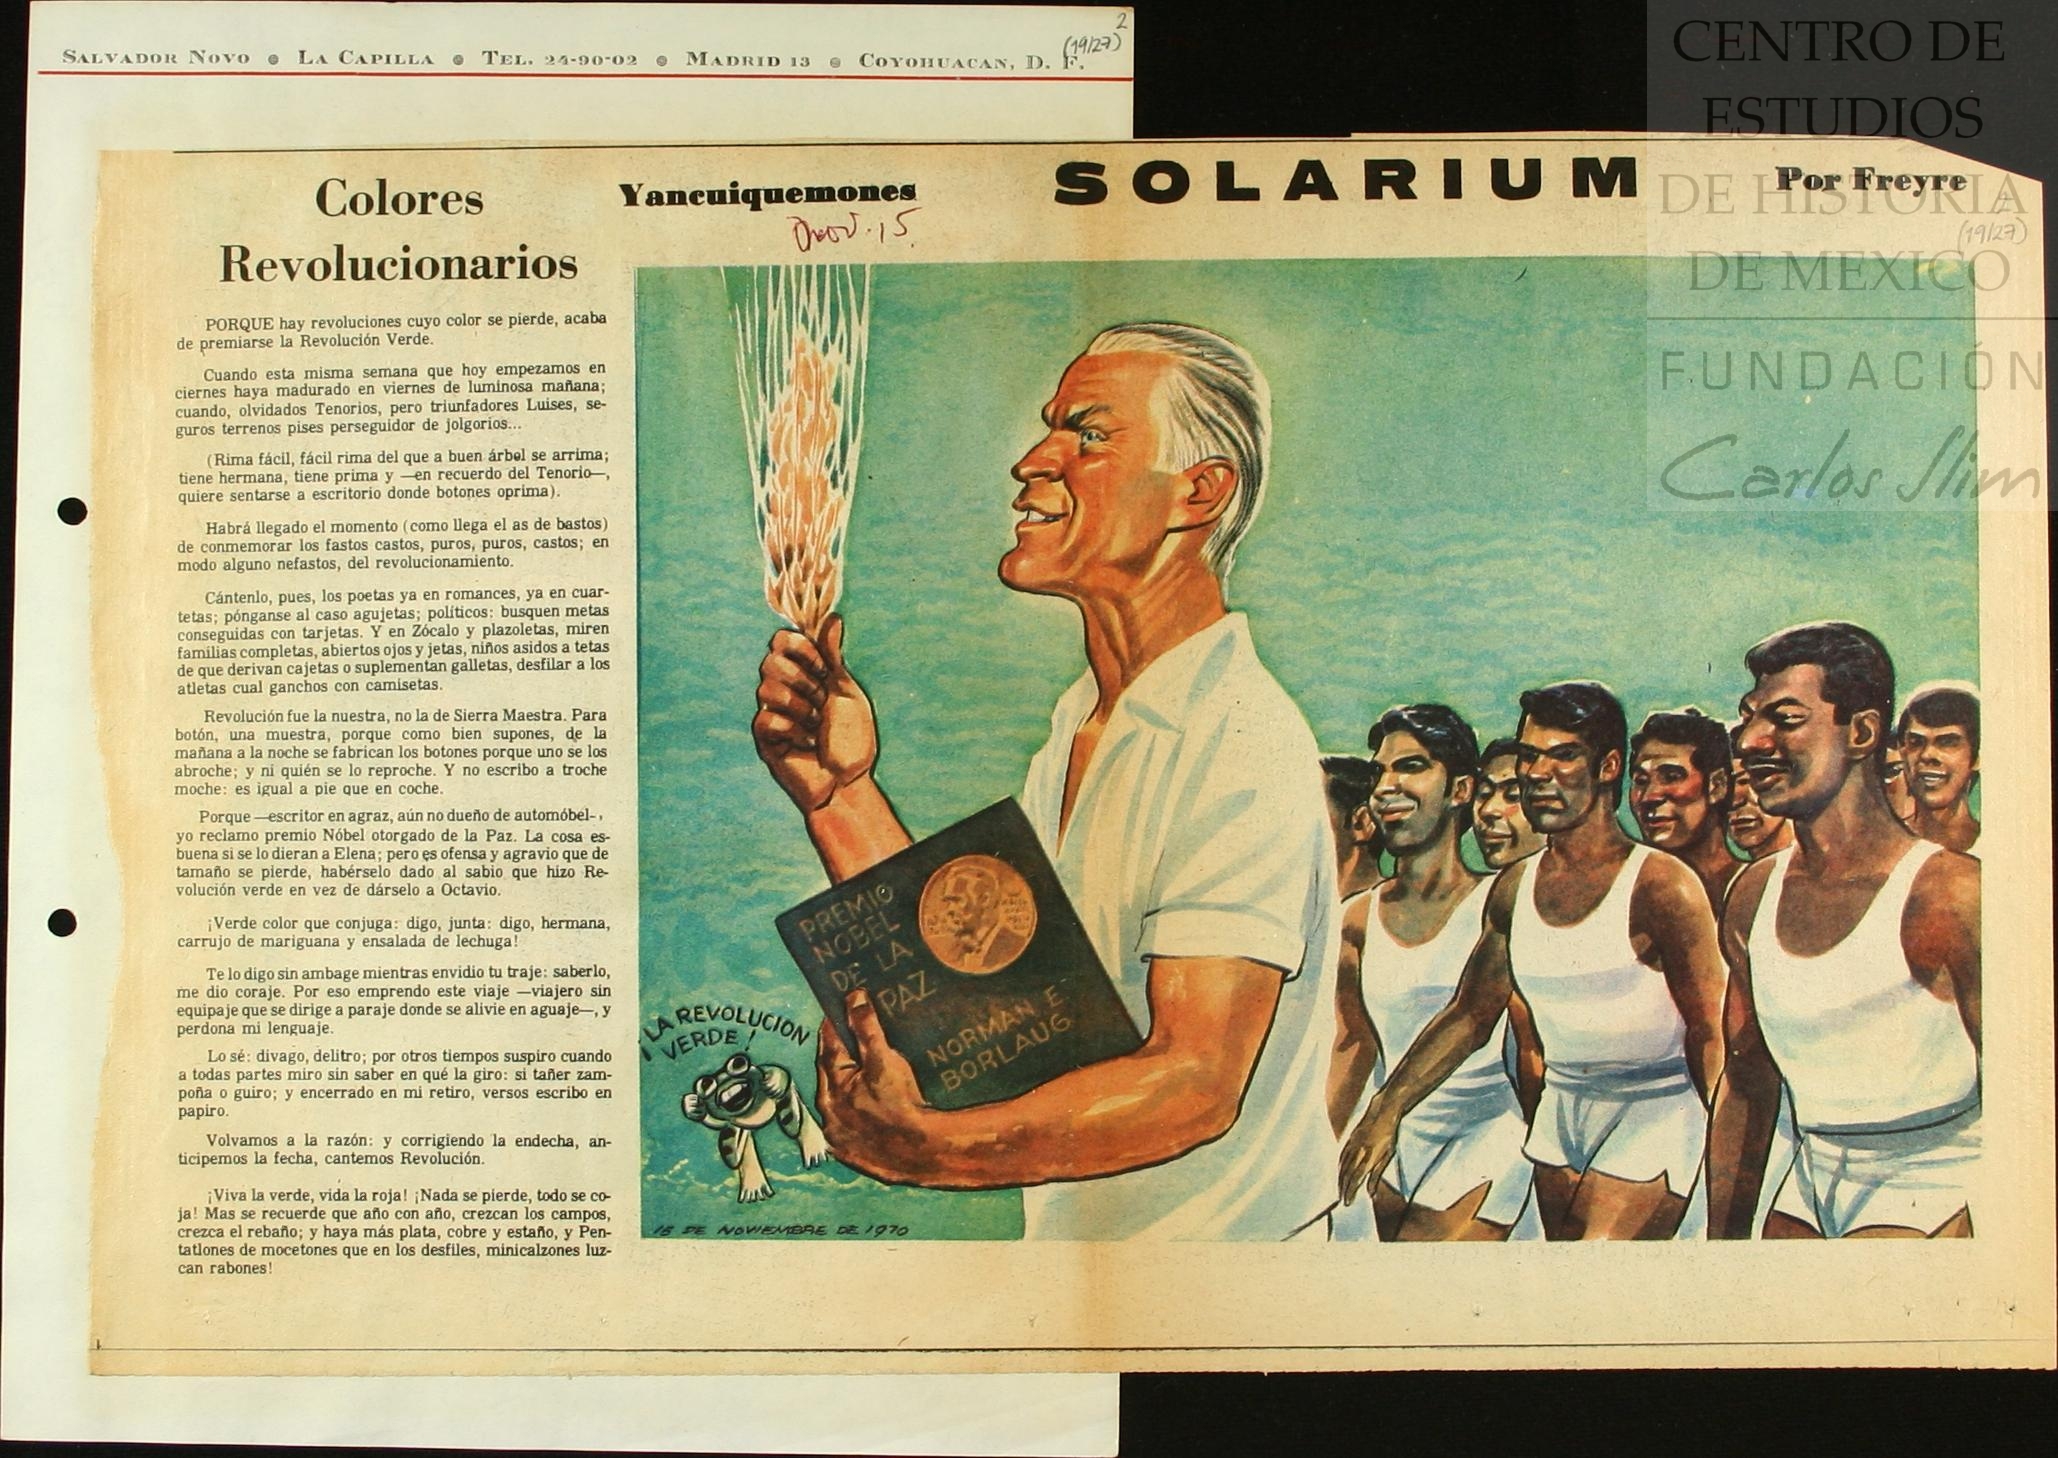 SALVADOR NOVO LA CAPILLA TEL. 24-90-02 MADRID 13 COYOHUACAN, D. F.
2
(19/27)
CENTRO DE
ESTUDIOS
DE HISTORIA
DE MEXICO
FUNDACIÓN
Carlos Slim
SOLARIUM
Yancuiquemones
Por Freyre
2
(19/27)
Nov. 15
Colores
Revolucionarios
PORQUE hay revoluciones cuyo color se pierde, acaba
de premiarse la Revolución Verde.
Cuando esta misma semana que hoy empezamos en
ciernes haya madurado en viernes de luminosa mañana;
cuando, olvidados Tenorios, pero triunfadores Luises, se-
guros terrenos pises perseguidor de jolgorios...
(Rima fácil, fácil rima del que a buen árbol se arrima;
tiene hermana, tiene prima y —en recuerdo del Tenorio—,
quiere sentarse a escritorio donde botones oprima).
Habrá llegado el momento (como llega el as de bastos)
de conmemorar los fastos castos, puros, puros, castos; en
modo alguno nefastos, del revolucionamiento.
Cántenlo, pues, los poetas ya en romances, ya en cuar-
tetas; pónganse al caso agujetas; políticos: busquen metas
conseguidas con tarjetas. Y en Zócalo y plazoletas, miren
familias completas, abiertos ojos y jetas, niños asidos a tetas
de que derivan cajetas o suplementan galletas, desfilar a los
atletas cual ganchos con camisetas.
Revolución fue la nuestra, no la de Sierra Maestra. Para
botón, una muestra, porque como bien supones, de la
mañana a la noche se fabrican los botones porque uno se los
abroche; y ni quién se lo reproche. Y no escribo a troche
moche: es igual a pie que en coche.
Porque —escritor en agraz, aún no dueño de automóbel-,
yo reclamo premio Nóbel otorgado de la Paz. La cosa es-
buena si se lo dieran a Elena; pero es ofensa y agravio que de
tamaño se pierde, habérselo dado al sabio que hizo Re-
volución verde en vez de dárselo a Octavio.
¡Verde color que conjuga: digo, junta: digo, hermana,
carrujo de mariguana y ensalada de lechuga!
Te lo digo sin ambage mientras envidio tu traje: saberlo,
me dio coraje. Por eso emprendo este viaje —viajero sin
equipaje que se dirige a paraje donde se alivie en aguaje—, y
perdona mi lenguaje.
Lo sé: divago, delitro; por otros tiempos suspiro cuando
a todas partes miro sin saber en qué la giro: si tañer zam-
poña o guiro; y encerrado en mi retiro, versos escribo en
papiro.
Volvamos a la razón: y corrigiendo la endecha, an-
ticipemos la fecha, cantemos Revolución.
¡Viva la verde, vida la roja! ¡Nada se pierde, todo se co-
ja! Mas se recuerde que año con año, crezcan los campos,
crezca el rebaño; y haya más plata, cobre y estaño, y Pen-
tatlones de mocetones que en los desfiles, minicalzones luz-
can rabones!
PREMIO
NOBEL
DE LA
PAZ
NORMAN E
BORLAUG
¡LA REVOLUCION
VERDE!
15 DE NOVIEMBRE DE 1970